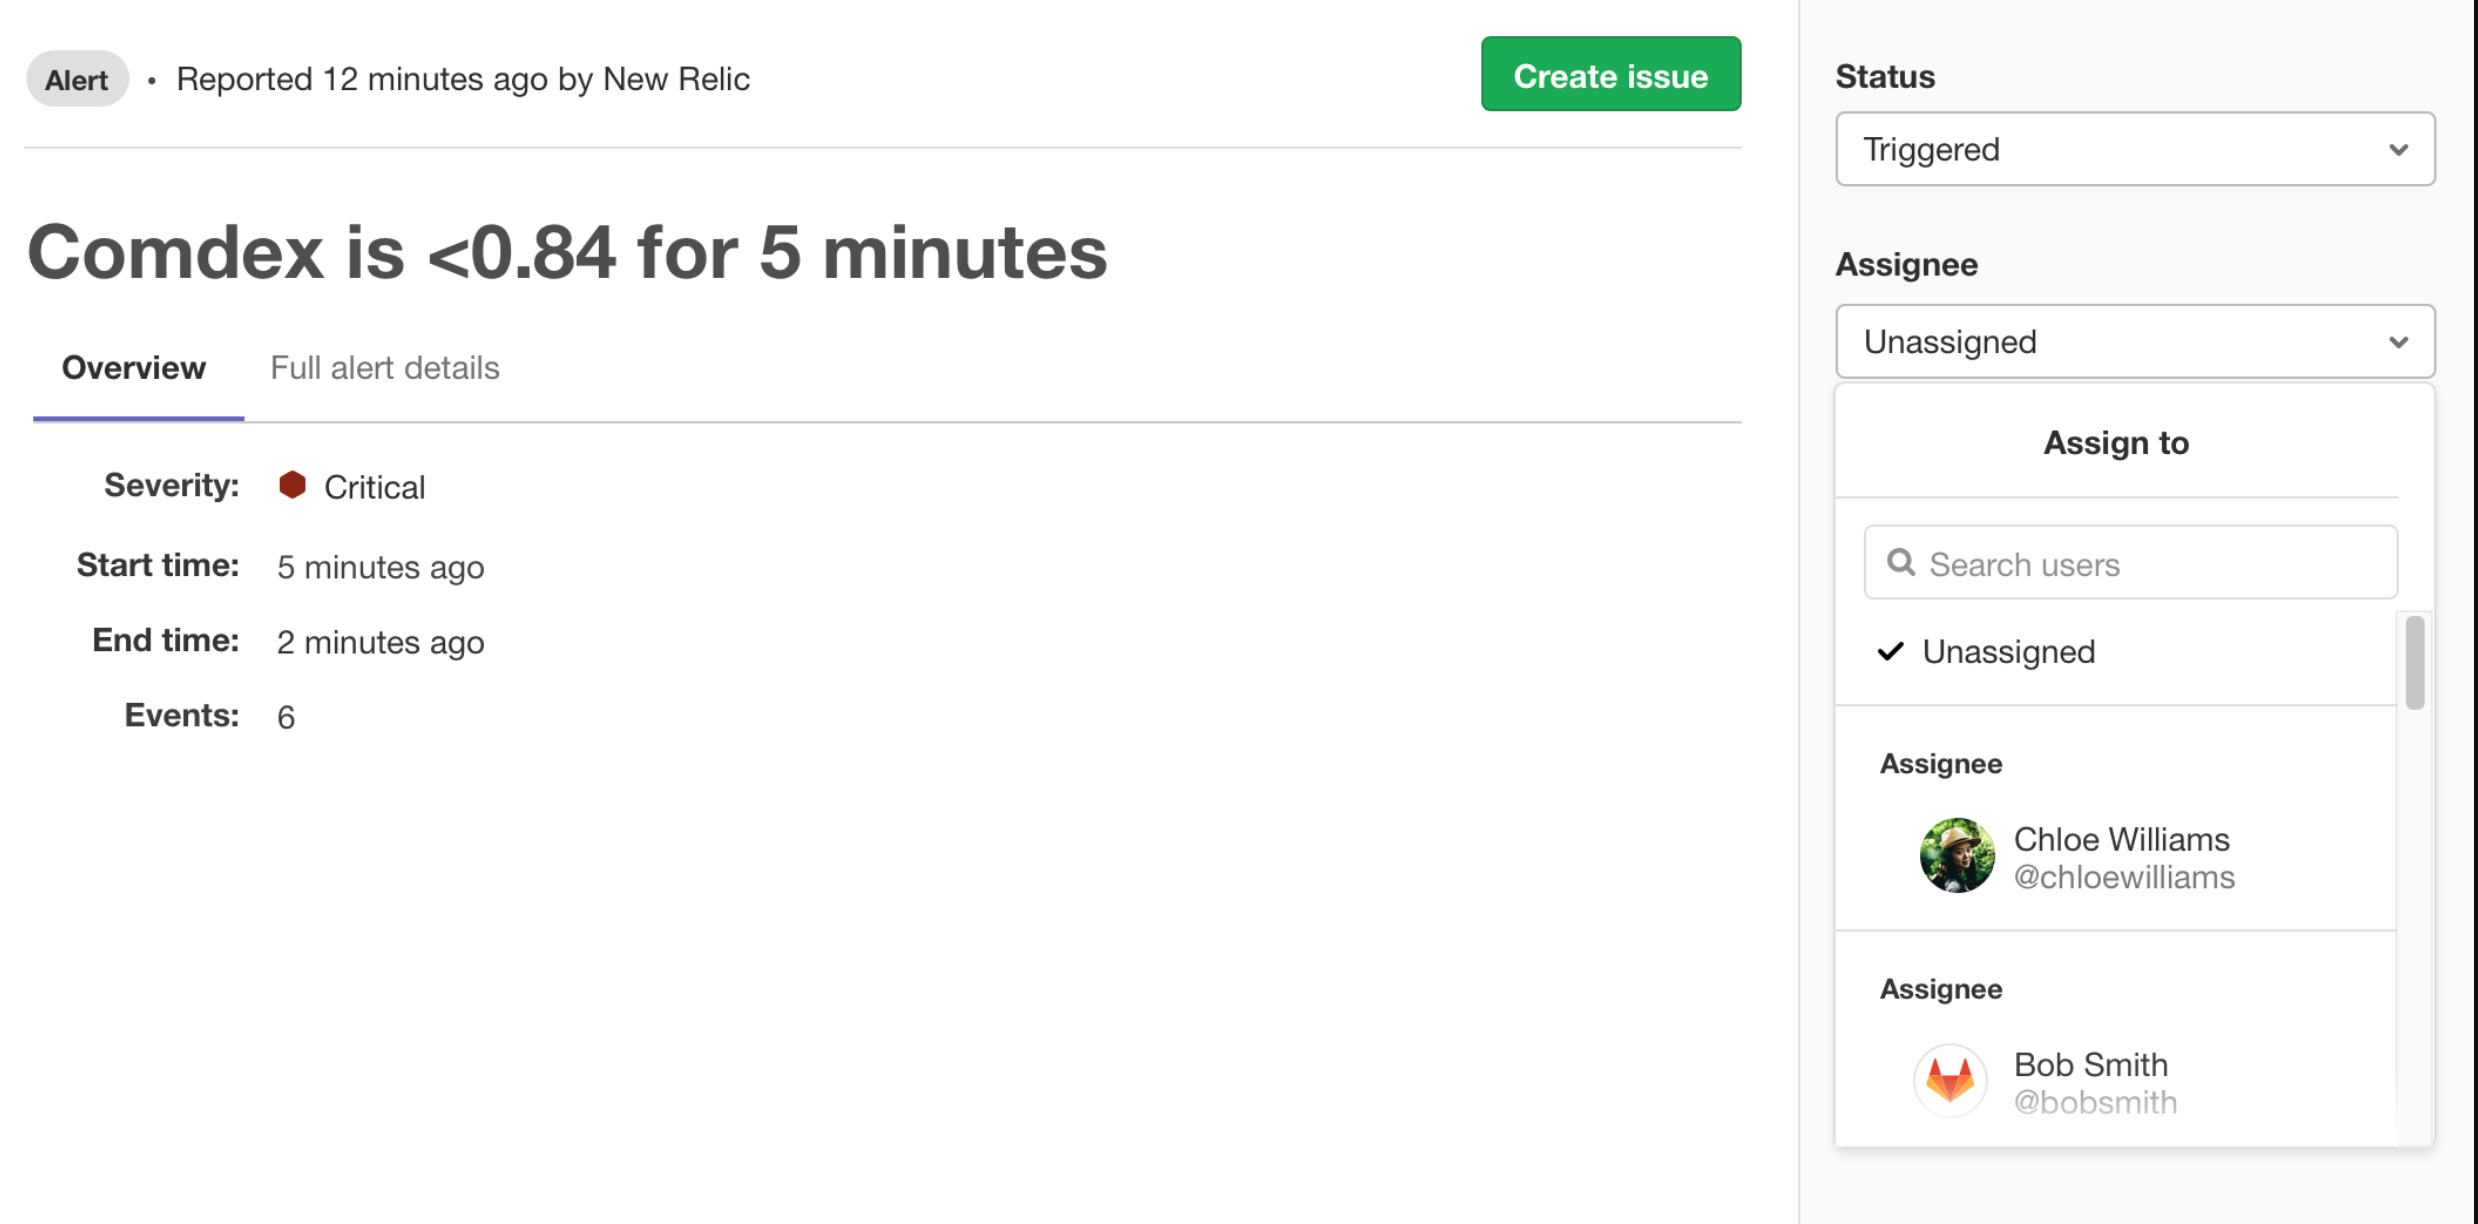 Alert • Reported 12 minutes ago by New Relic
Create issue
Comdex is <0.84 for 5 minutes
Overview
Full alert details
Severity: Critical
Start time: 5 minutes ago
End time: 2 minutes ago
Events: 6
Status
Triggered
Assignee
Unassigned
Assign to
Search users
Unassigned
Assignee
Chloe Williams
@chloewilliams
Assignee
Bob Smith
@bobsmith